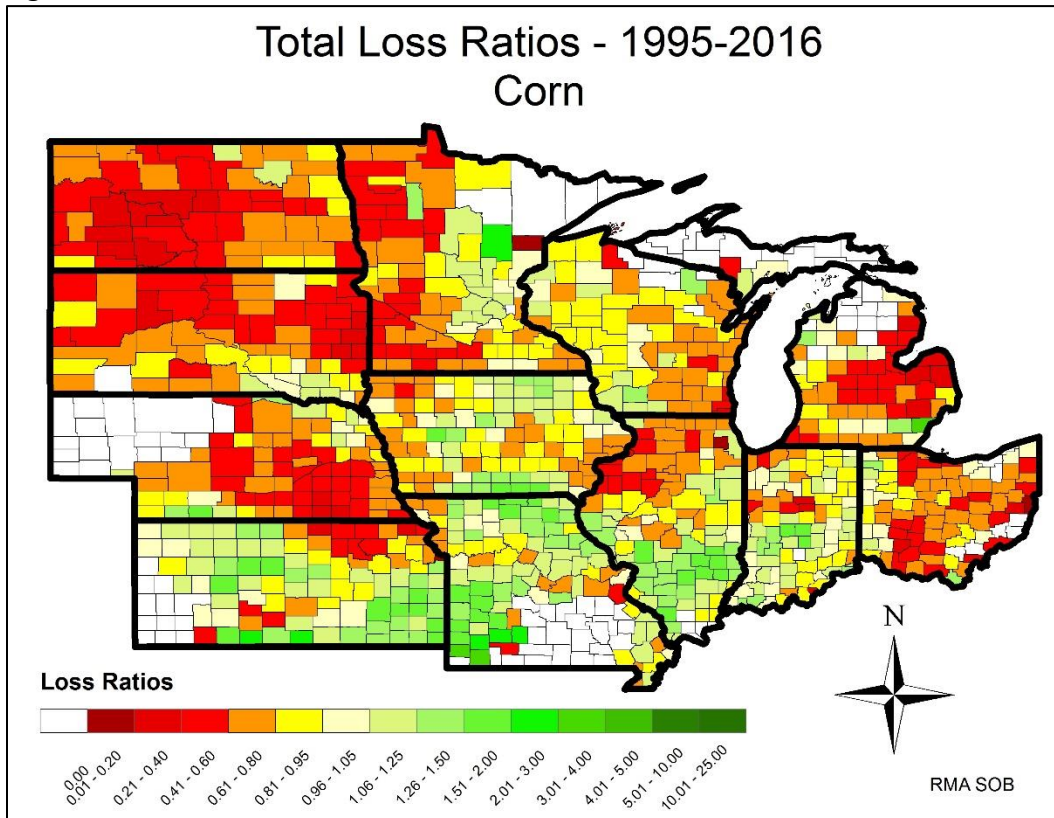 Total Loss Ratios - 1995-2016
Corn
N
Loss Ratios
0.00
0.01 - 0.20
0.21 - 0.40
0.41 - 0.60
0.61 - 0.80
0.81 - 0.95
0.96 - 1.05
1.06 - 1.25
1.26 - 1.50
1.51 - 2.00
2.01 - 3.00
3.01 - 4.00
4.01 - 5.00
5.01 - 10.00
10.01 - 25.00
RMA SOB